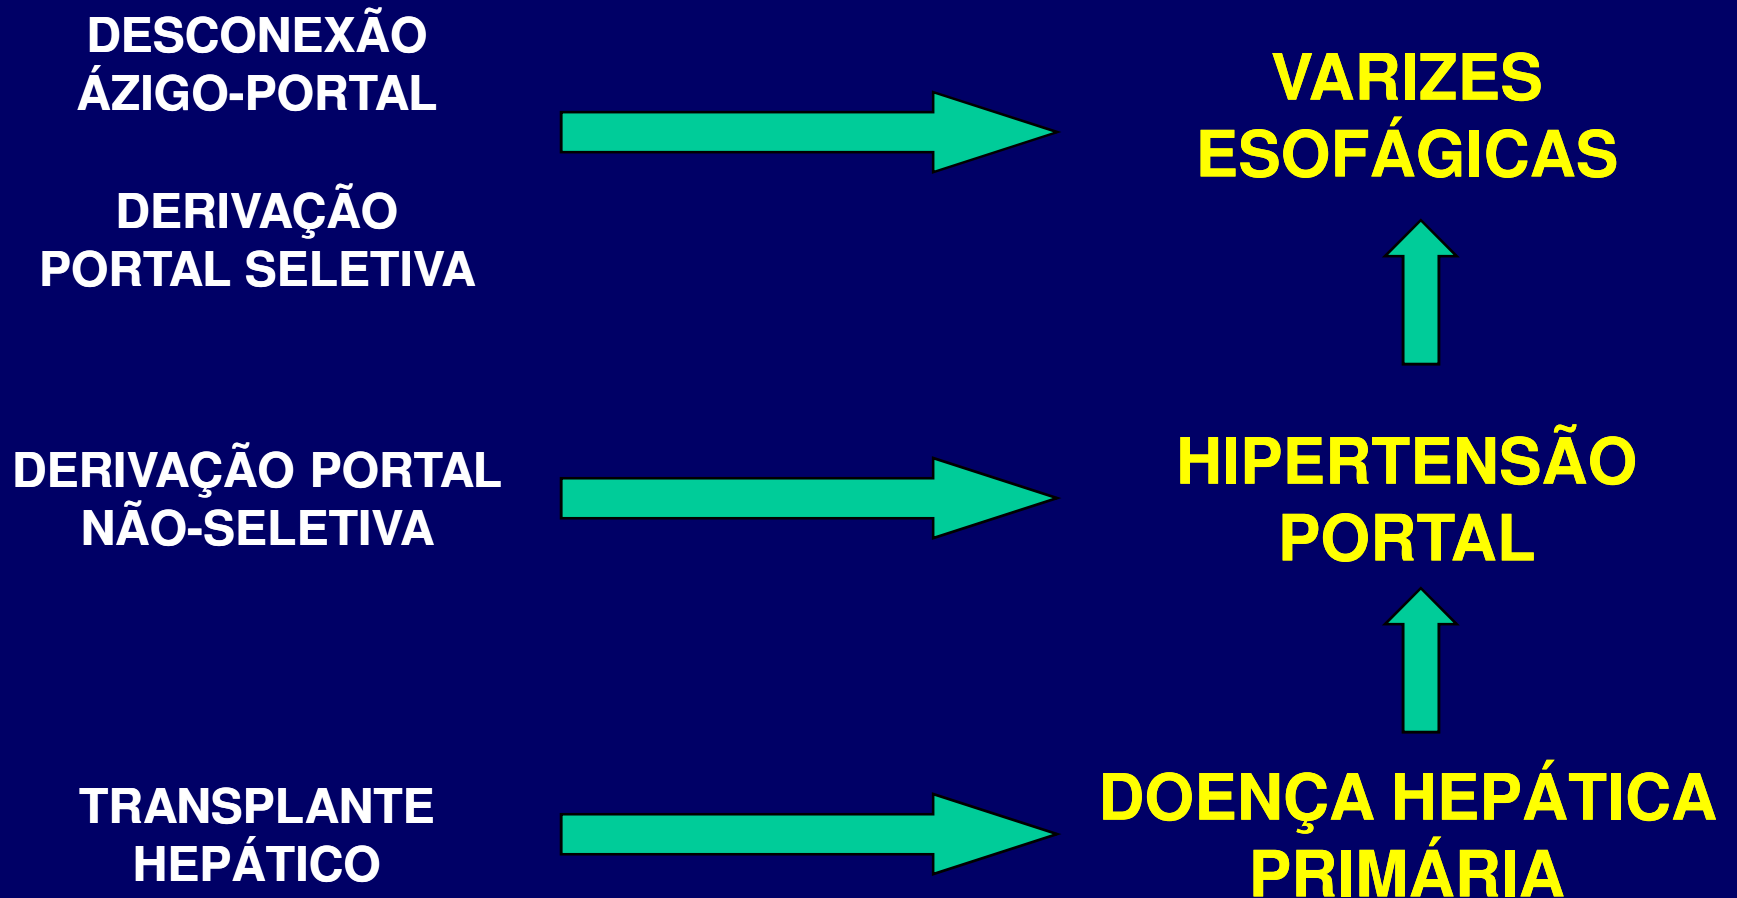 DESCONEXÃO
ÁZIGO-PORTAL
VARIZES
ESOFÁGICAS
DERIVAÇÃO
PORTAL SELETIVA
DERIVAÇÃO PORTAL
NÃO-SELETIVA
HIPERTENSÃO
PORTAL
TRANSPLANTE
HEPÁTICO
DOENÇA HEPÁTICA
PRIMÁRIA